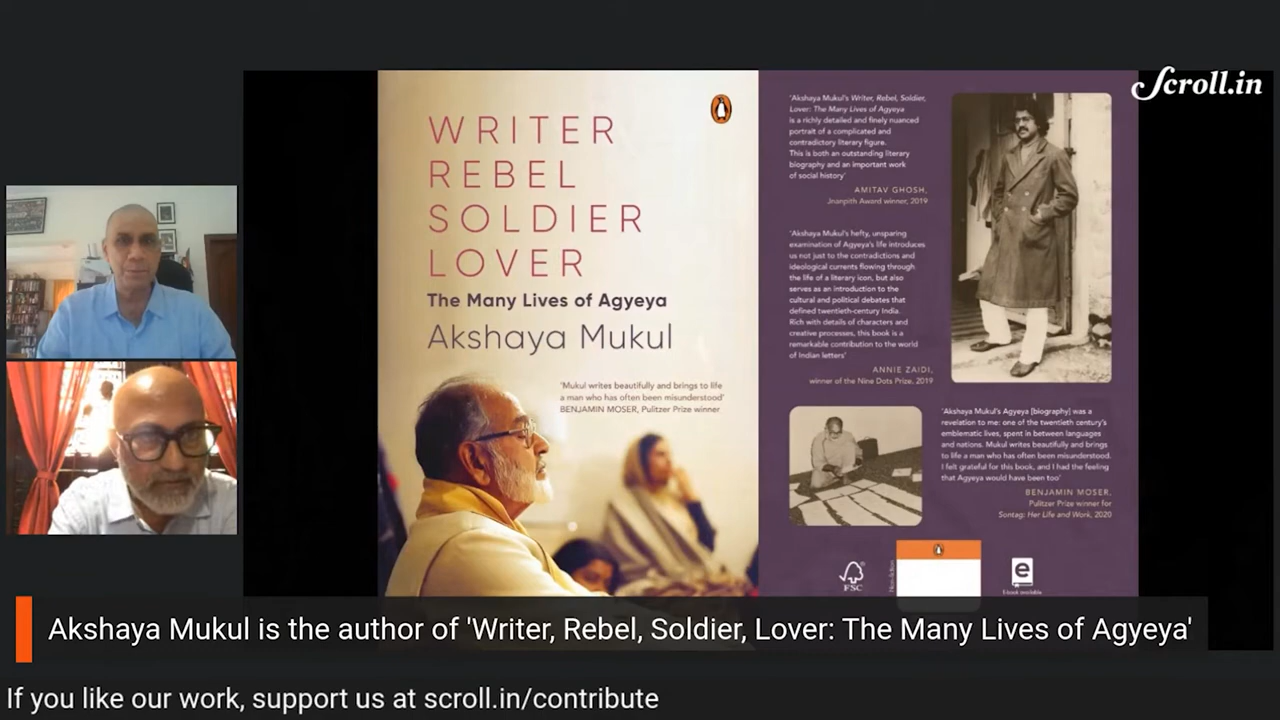 Scroll.in
WRITER
REBEL
SOLDIER
LOVER
The Many Lives of Agyeya
Akshaya Mukul
'Mukul writes beautifully and brings to life
a man who has often been misunderstood'
BENJAMIN MOSER, Pulitzer Prize winner
'Akshaya Mukul's Writer, Rebel, Soldier,
Lover: The Many Lives of Agyeya
is a richly detailed and finely nuanced
portrait of a complicated and
contradictory literary figure.
This is both an outstanding literary
biography and an important work
of social history'
AMITAV GHOSH,
Jnanpith Award winner, 2019
'Akshaya Mukul's hefty, unsparing
examination of Agyeya's life introduces
us not just to the contradictions and
ideological currents flowing through
the life of a literary icon, but also
serves as an introduction to the
cultural and political debates that
defined twentieth-century India.
Rich with details of characters and
creative processes, this book is a
remarkable contribution to the world
of Indian letters'
ANNIE ZAIDI,
winner of the Nine Dots Prize, 2019
'Akshaya Mukul's Agyeya [biography] was a
revelation to me: one of the twentieth century's
emblematic lives, spent in between languages
and nations. Mukul writes beautifully and brings
to life a man who has often been misunderstood.
I felt grateful for this book, and I had the feeling
that Agyeya would have been too'
BENJAMIN MOSER,
Pulitzer Prize winner for
Sontag: Her Life and Work, 2020
FSC
Non-fiction
e
E-book available
Akshaya Mukul is the author of 'Writer, Rebel, Soldier, Lover: The Many Lives of Agyeya'
If you like our work, support us at scroll.in/contribute